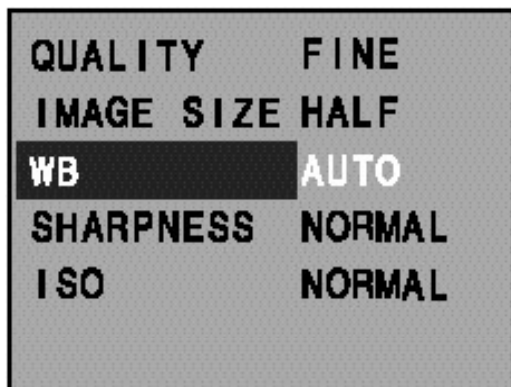 QUALITY FINE
IMAGE SIZE HALF
WB AUTO
SHARPNESS NORMAL
ISO NORMAL